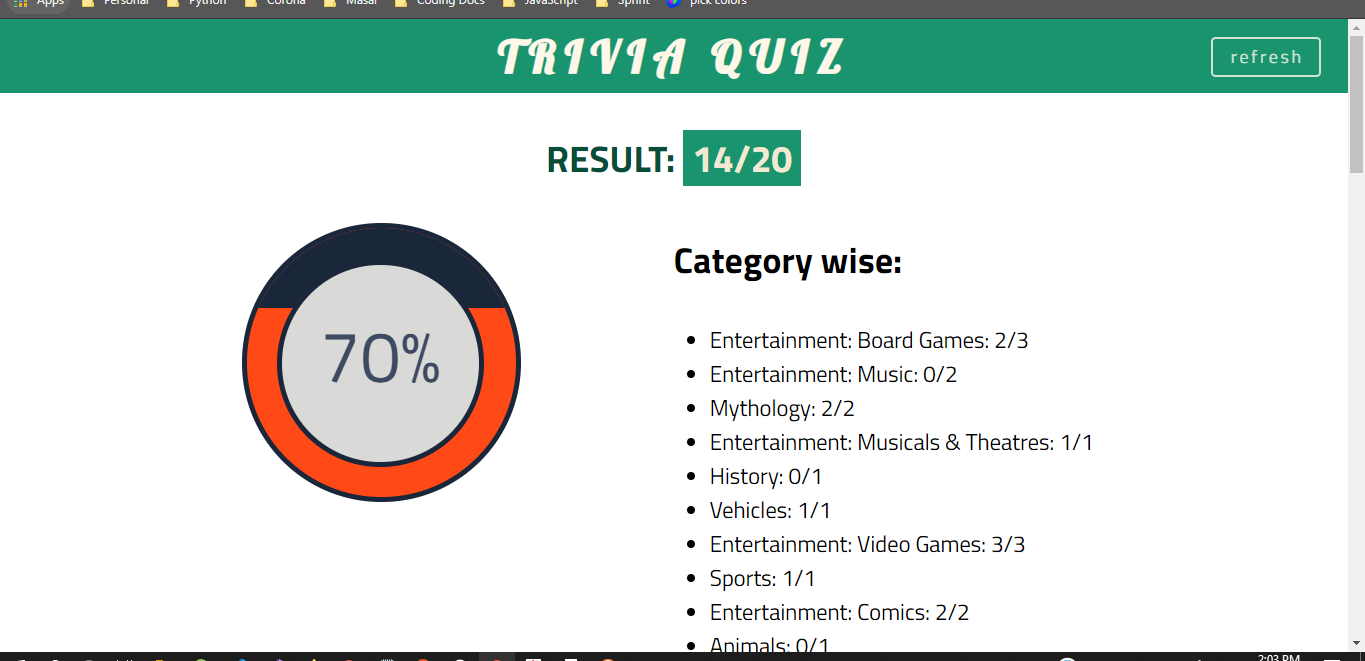 Apps Personal Python Corona Masai Coding Docs JavaScript Sprint pick colors
TRIVIA QUIZ
refresh
RESULT: 14/20
70%
Category wise:
Entertainment: Board Games: 2/3
Entertainment: Music: 0/2
Mythology: 2/2
Entertainment: Musicals & Theatres: 1/1
History: 0/1
Vehicles: 1/1
Entertainment: Video Games: 3/3
Sports: 1/1
Entertainment: Comics: 2/2
Animals: 0/1
2:03 PM